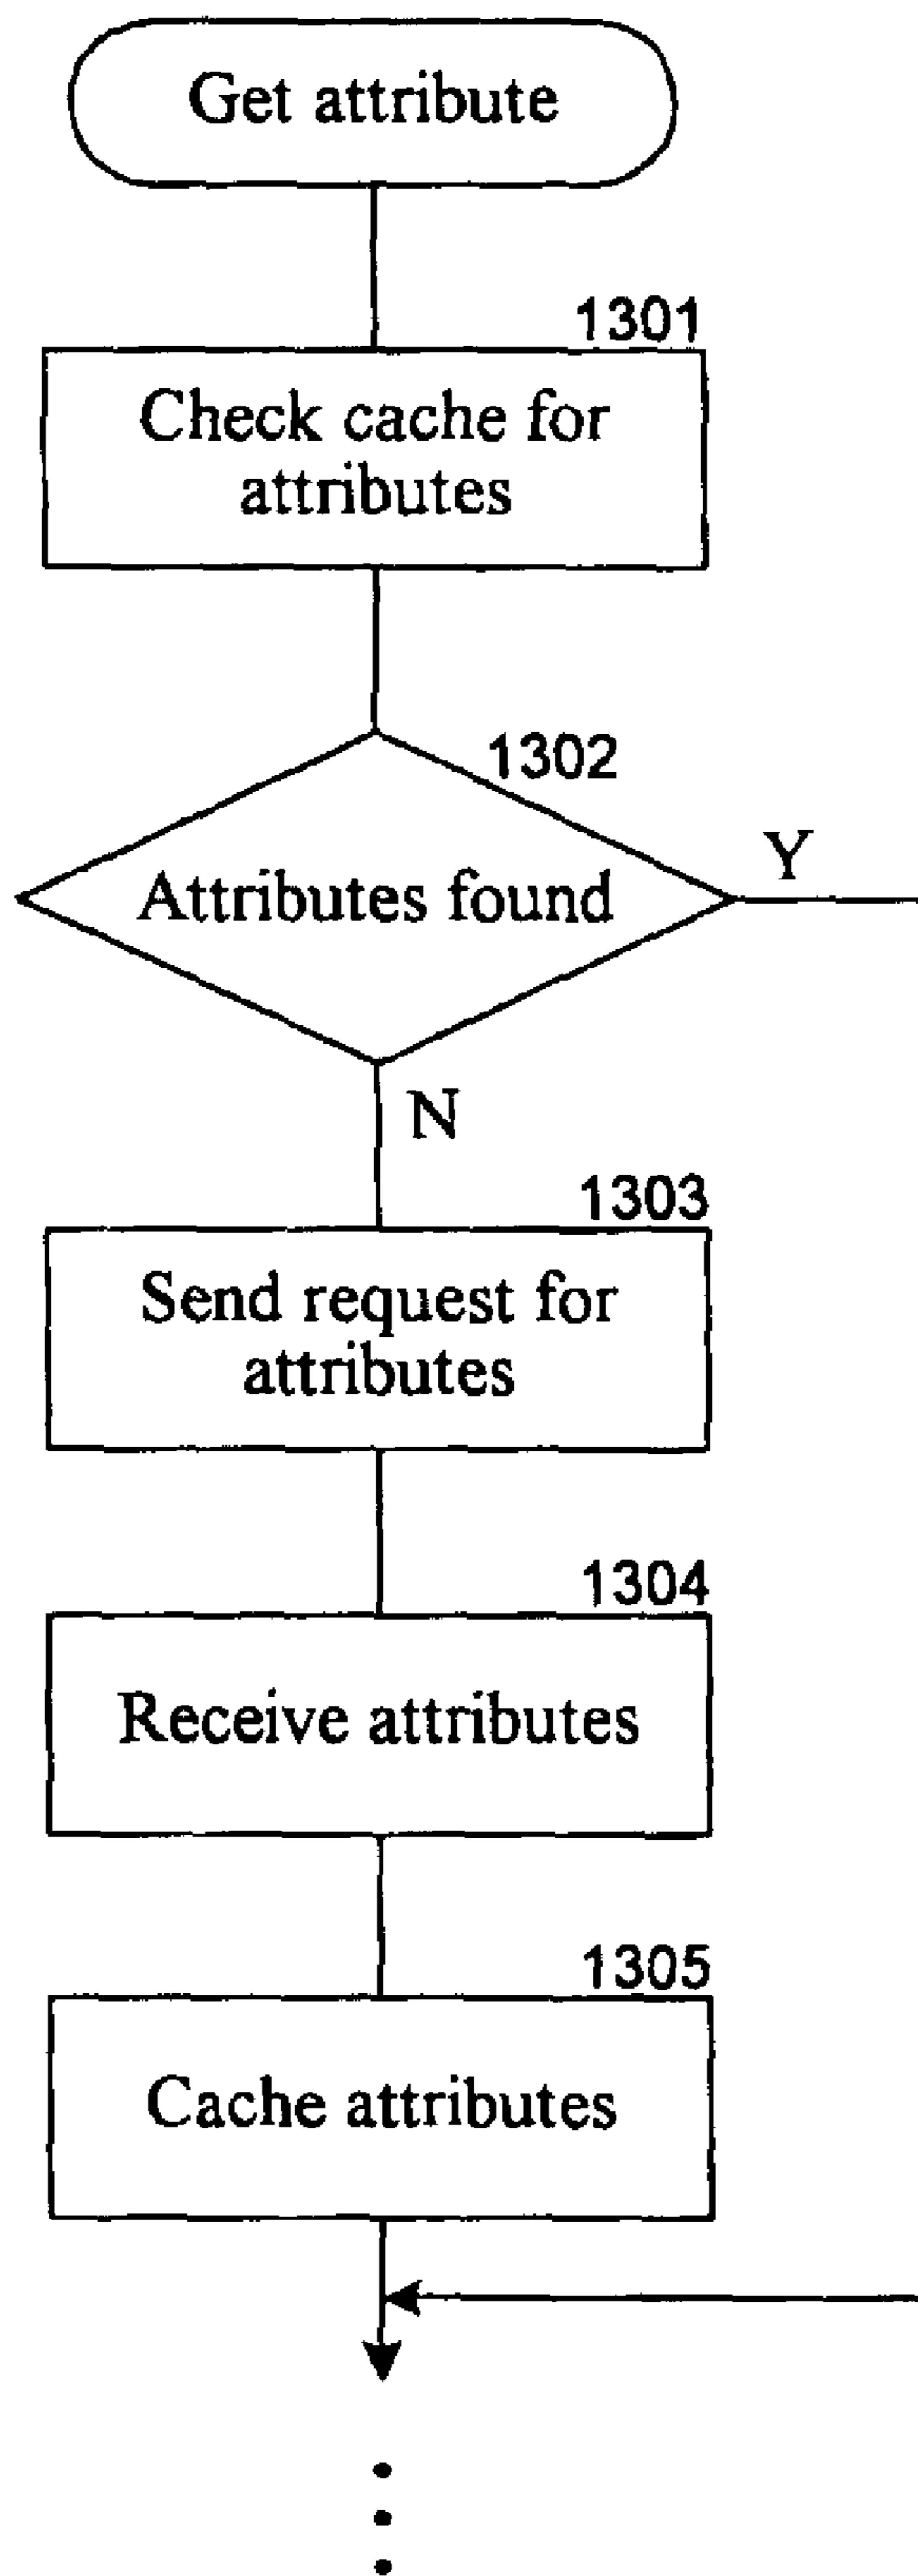 Get attribute
1301
Check cache for
attributes
1302
Attributes found
Y
N
1303
Send request for
attributes
1304
Receive attributes
1305
Cache attributes